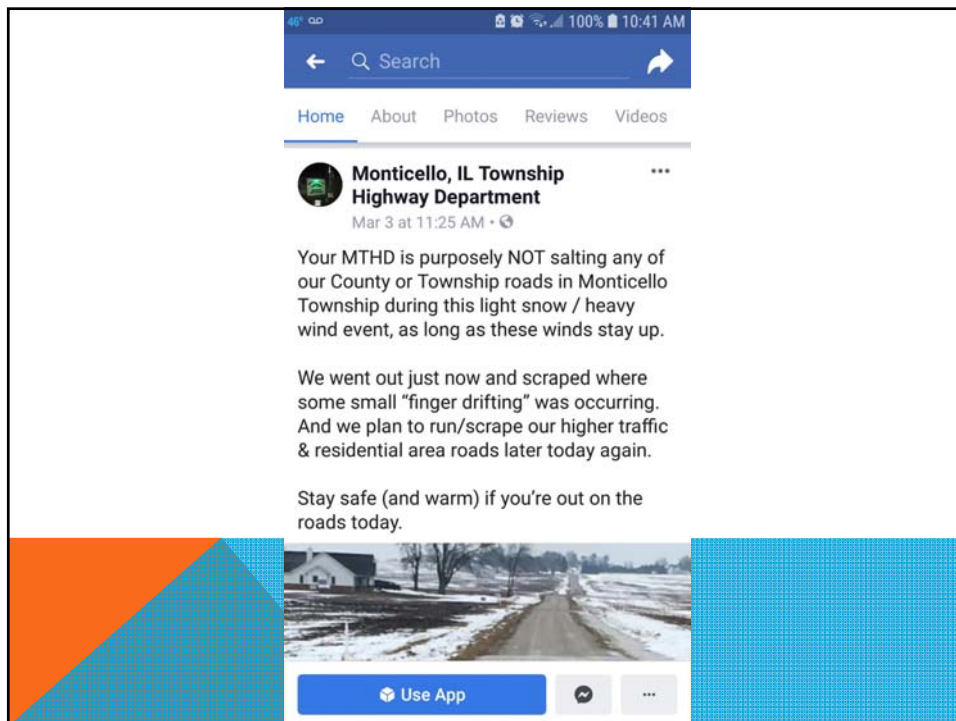 46°
100% 10:41 AM
Search
Home About Photos Reviews Videos
Monticello, IL Township
Highway Department
Mar 3 at 11:25 AM •
Your MTHD is purposely NOT salting any of
our County or Township roads in Monticello
Township during this light snow / heavy
wind event, as long as these winds stay up.
We went out just now and scraped where
some small “finger drifting” was occurring.
And we plan to run/scrape our higher traffic
& residential area roads later today again.
Stay safe (and warm) if you’re out on the
roads today.
Use App